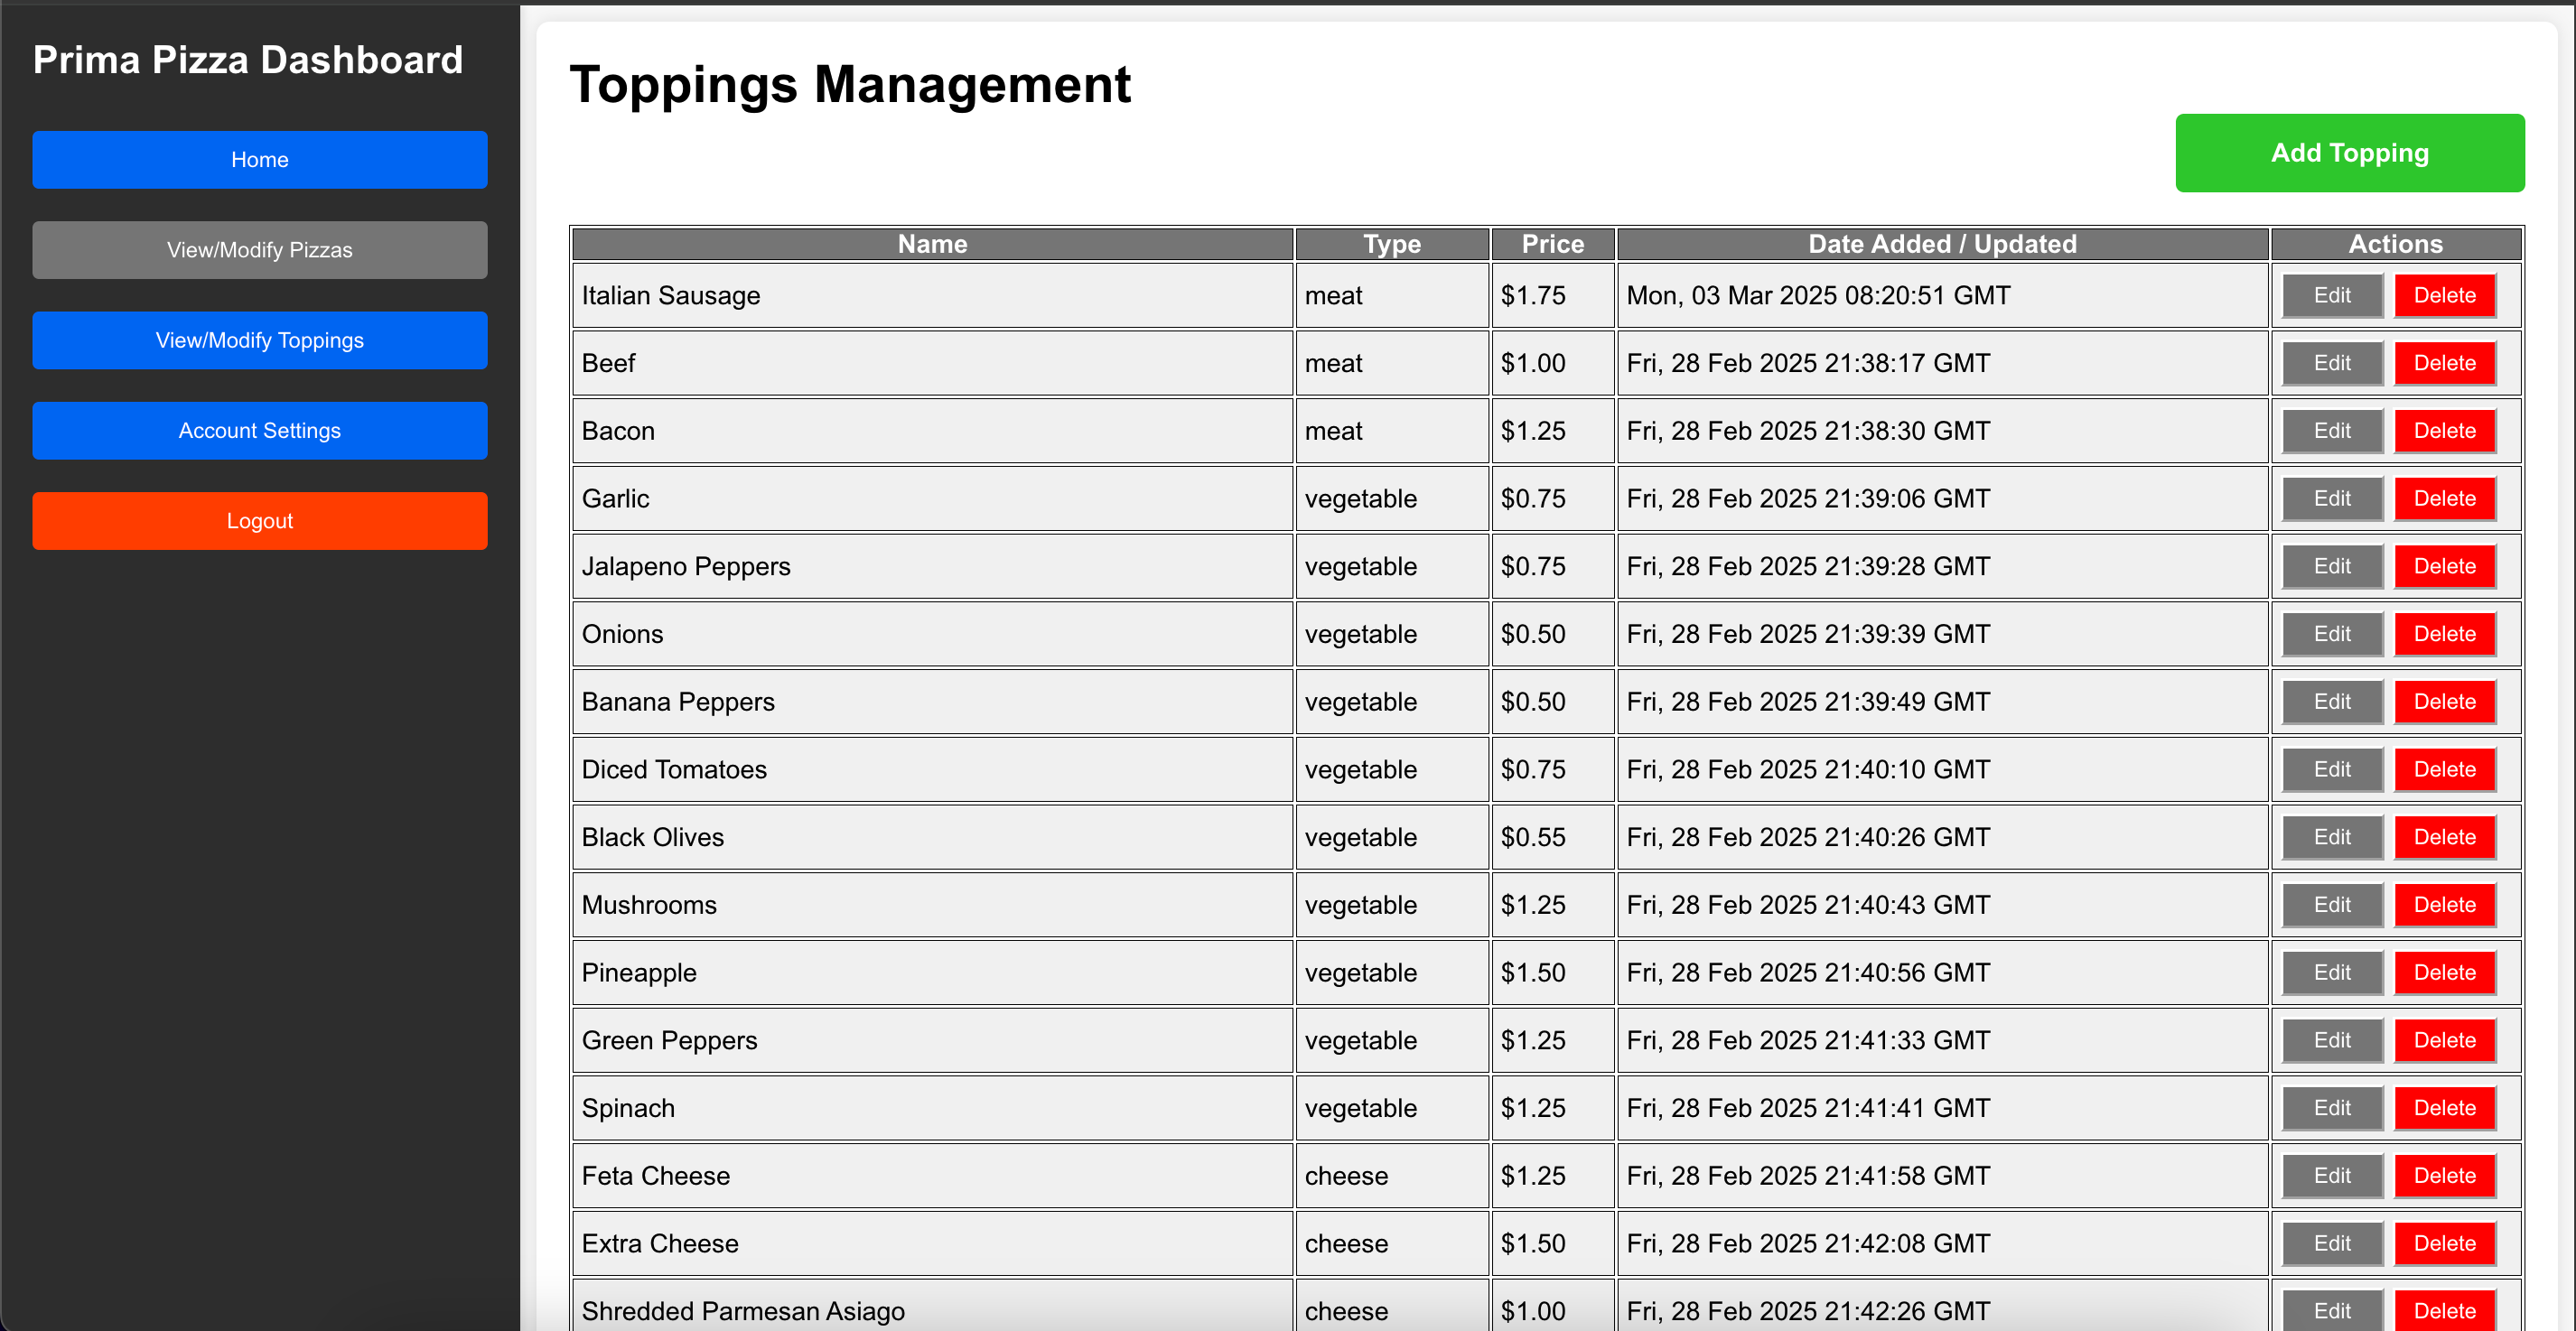 Prima Pizza Dashboard
Home
View/Modify Pizzas
View/Modify Toppings
Account Settings
Logout
Toppings Management
Add Topping
Name Type Price Date Added / Updated Actions
Italian Sausage meat $1.75 Mon, 03 Mar 2025 08:20:51 GMT Edit Delete
Beef meat $1.00 Fri, 28 Feb 2025 21:38:17 GMT Edit Delete
Bacon meat $1.25 Fri, 28 Feb 2025 21:38:30 GMT Edit Delete
Garlic vegetable $0.75 Fri, 28 Feb 2025 21:39:06 GMT Edit Delete
Jalapeno Peppers vegetable $0.75 Fri, 28 Feb 2025 21:39:28 GMT Edit Delete
Onions vegetable $0.50 Fri, 28 Feb 2025 21:39:39 GMT Edit Delete
Banana Peppers vegetable $0.50 Fri, 28 Feb 2025 21:39:49 GMT Edit Delete
Diced Tomatoes vegetable $0.75 Fri, 28 Feb 2025 21:40:10 GMT Edit Delete
Black Olives vegetable $0.55 Fri, 28 Feb 2025 21:40:26 GMT Edit Delete
Mushrooms vegetable $1.25 Fri, 28 Feb 2025 21:40:43 GMT Edit Delete
Pineapple vegetable $1.50 Fri, 28 Feb 2025 21:40:56 GMT Edit Delete
Green Peppers vegetable $1.25 Fri, 28 Feb 2025 21:41:33 GMT Edit Delete
Spinach vegetable $1.25 Fri, 28 Feb 2025 21:41:41 GMT Edit Delete
Feta Cheese cheese $1.25 Fri, 28 Feb 2025 21:41:58 GMT Edit Delete
Extra Cheese cheese $1.50 Fri, 28 Feb 2025 21:42:08 GMT Edit Delete
Shredded Parmesan Asiago cheese $1.00 Fri, 28 Feb 2025 21:42:26 GMT Edit Delete